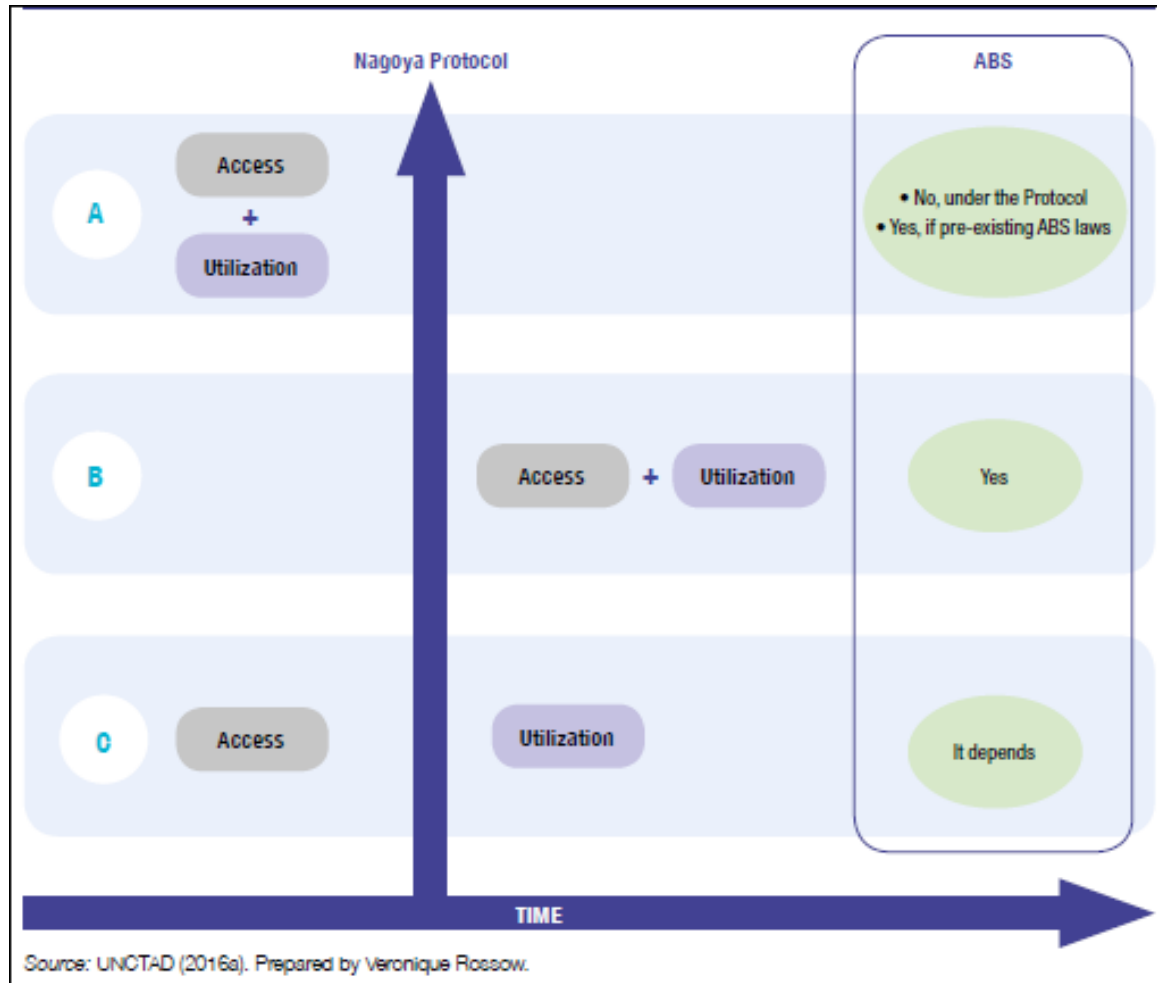 Nagoya Protocol
ABS
A
Access
+
Utilization
• No, under the Protocol
• Yes, if pre-existing ABS laws
B
Access + Utilization
Yes
C
Access
Utilization
It depends
TIME
Source: UNCTAD (2016a). Prepared by Veronique Rossow.